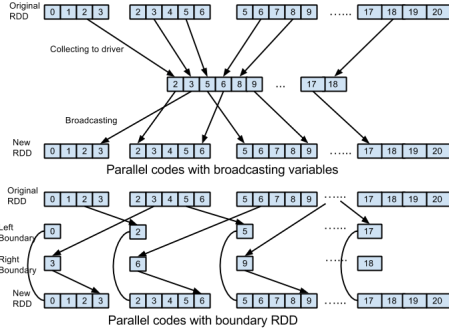 Original
RDD
0 1 2 3 2 3 4 5 6 5 6 7 8 9 ...... 17 18 19 20
Collecting to driver
2 3 5 6 8 9 ... 17 18
Broadcasting
New
RDD
0 1 2 3 2 3 4 5 6 5 6 7 8 9 ...... 17 18 19 20
Parallel codes with broadcasting variables
Original
RDD
0 1 2 3 2 3 4 5 6 5 6 7 8 9 ...... 17 18 19 20
Left
Boundary
0 2 5 ...... 17
Right
Boundary
3 6 9 ...... 18
New
RDD
0 1 2 3 2 3 4 5 6 5 6 7 8 9 ...... 17 18 19 20
Parallel codes with boundary RDD